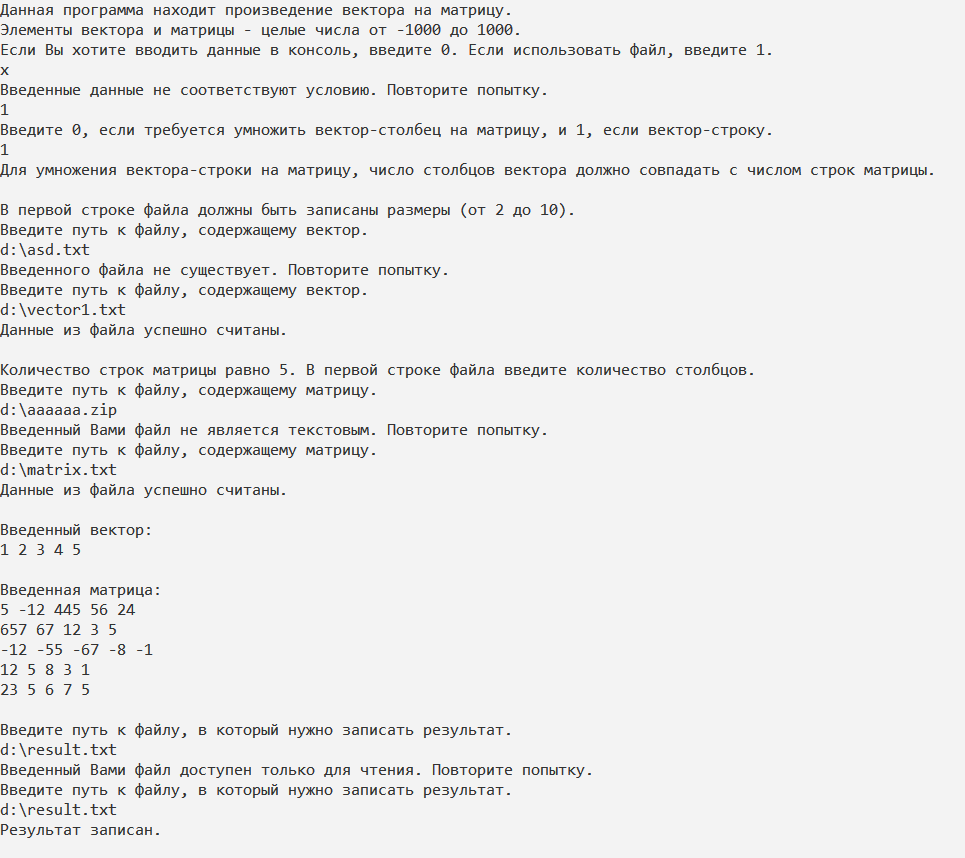 Данная программа находит произведение вектора на матрицу.
Элементы вектора и матрицы - целые числа от -1000 до 1000.
Если Вы хотите вводить данные в консоль, введите 0. Если использовать файл, введите 1.
x
Введенные данные не соответствуют условию. Повторите попытку.
1
Введите 0, если требуется умножить вектор-столбец на матрицу, и 1, если вектор-строку.
1
Для умножения вектора-строки на матрицу, число столбцов вектора должно совпадать с числом строк матрицы.
В первой строке файла должны быть записаны размеры (от 2 до 10).
Введите путь к файлу, содержащему вектор.
d:\asd.txt
Введенного файла не существует. Повторите попытку.
Введите путь к файлу, содержащему вектор.
d:\vector1.txt
Данные из файла успешно считаны.
Количество строк матрицы равно 5. В первой строке файла введите количество столбцов.
Введите путь к файлу, содержащему матрицу.
d:\aaaaaa.zip
Введенный Вами файл не является текстовым. Повторите попытку.
Введите путь к файлу, содержащему матрицу.
d:\matrix.txt
Данные из файла успешно считаны.
Введенный вектор:
1 2 3 4 5
Введенная матрица:
5 -12 445 56 24
657 67 12 3 5
-12 -55 -67 -8 -1
12 5 8 3 1
23 5 6 7 5
Введите путь к файлу, в который нужно записать результат.
d:\result.txt
Введенный Вами файл доступен только для чтения. Повторите попытку.
Введите путь к файлу, в который нужно записать результат.
d:\result.txt
Результат записан.